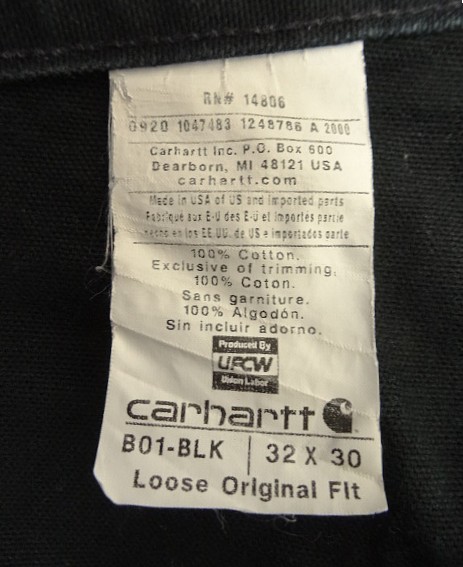 RN# 14806
0920 1047483 1248786 A 2000
Carhartt Inc. P.O. Box 600
Dearborn, MI 48121 USA
carhartt.com
Made in USA of US and imported parts
Fabriqué aux E-U des E-U et importés partie
hecho en los EE UU. de US e importados parte
100% Cotton.
Exclusive of trimming.
100% Coton.
Sans garniture.
100% Algodón.
Sin incluir adorno.
Produced By
UFCW
Union Labor
carhartt
B01-BLK | 32 X 30
Loose Original Fit